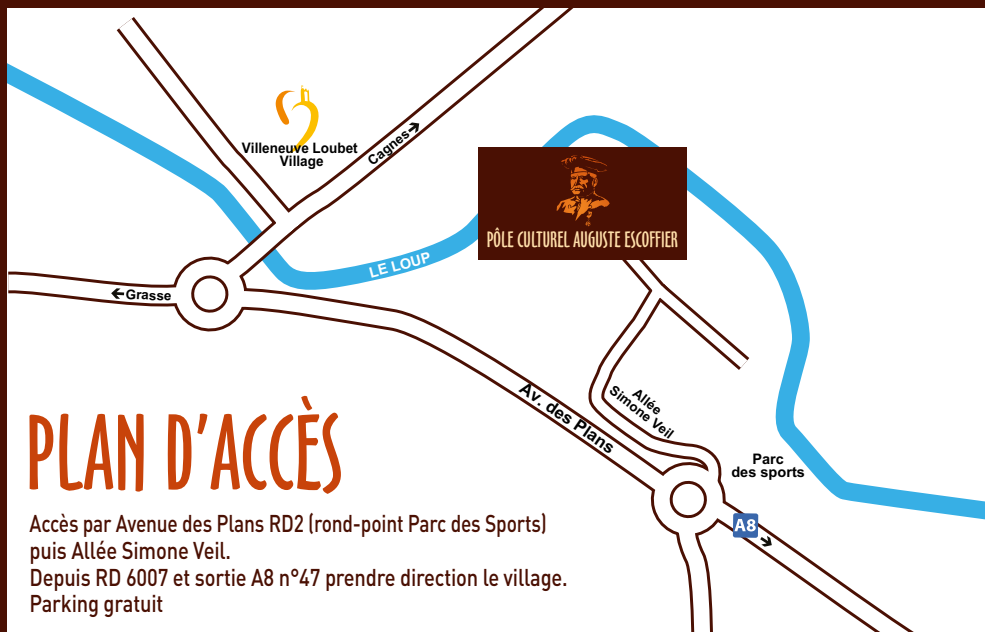 Villeneuve Loubet
Village
Cagnes→
PÔLE CULTUREL AUGUSTE ESCOFFIER
LE LOUP
←Grasse
Av. des Plans
Allée
Simone Veil
Parc
des sports
A8
→
PLAN D'ACCÈS
Accès par Avenue des Plans RD2 (rond-point Parc des Sports)
puis Allée Simone Veil.
Depuis RD 6007 et sortie A8 n°47 prendre direction le village.
Parking gratuit